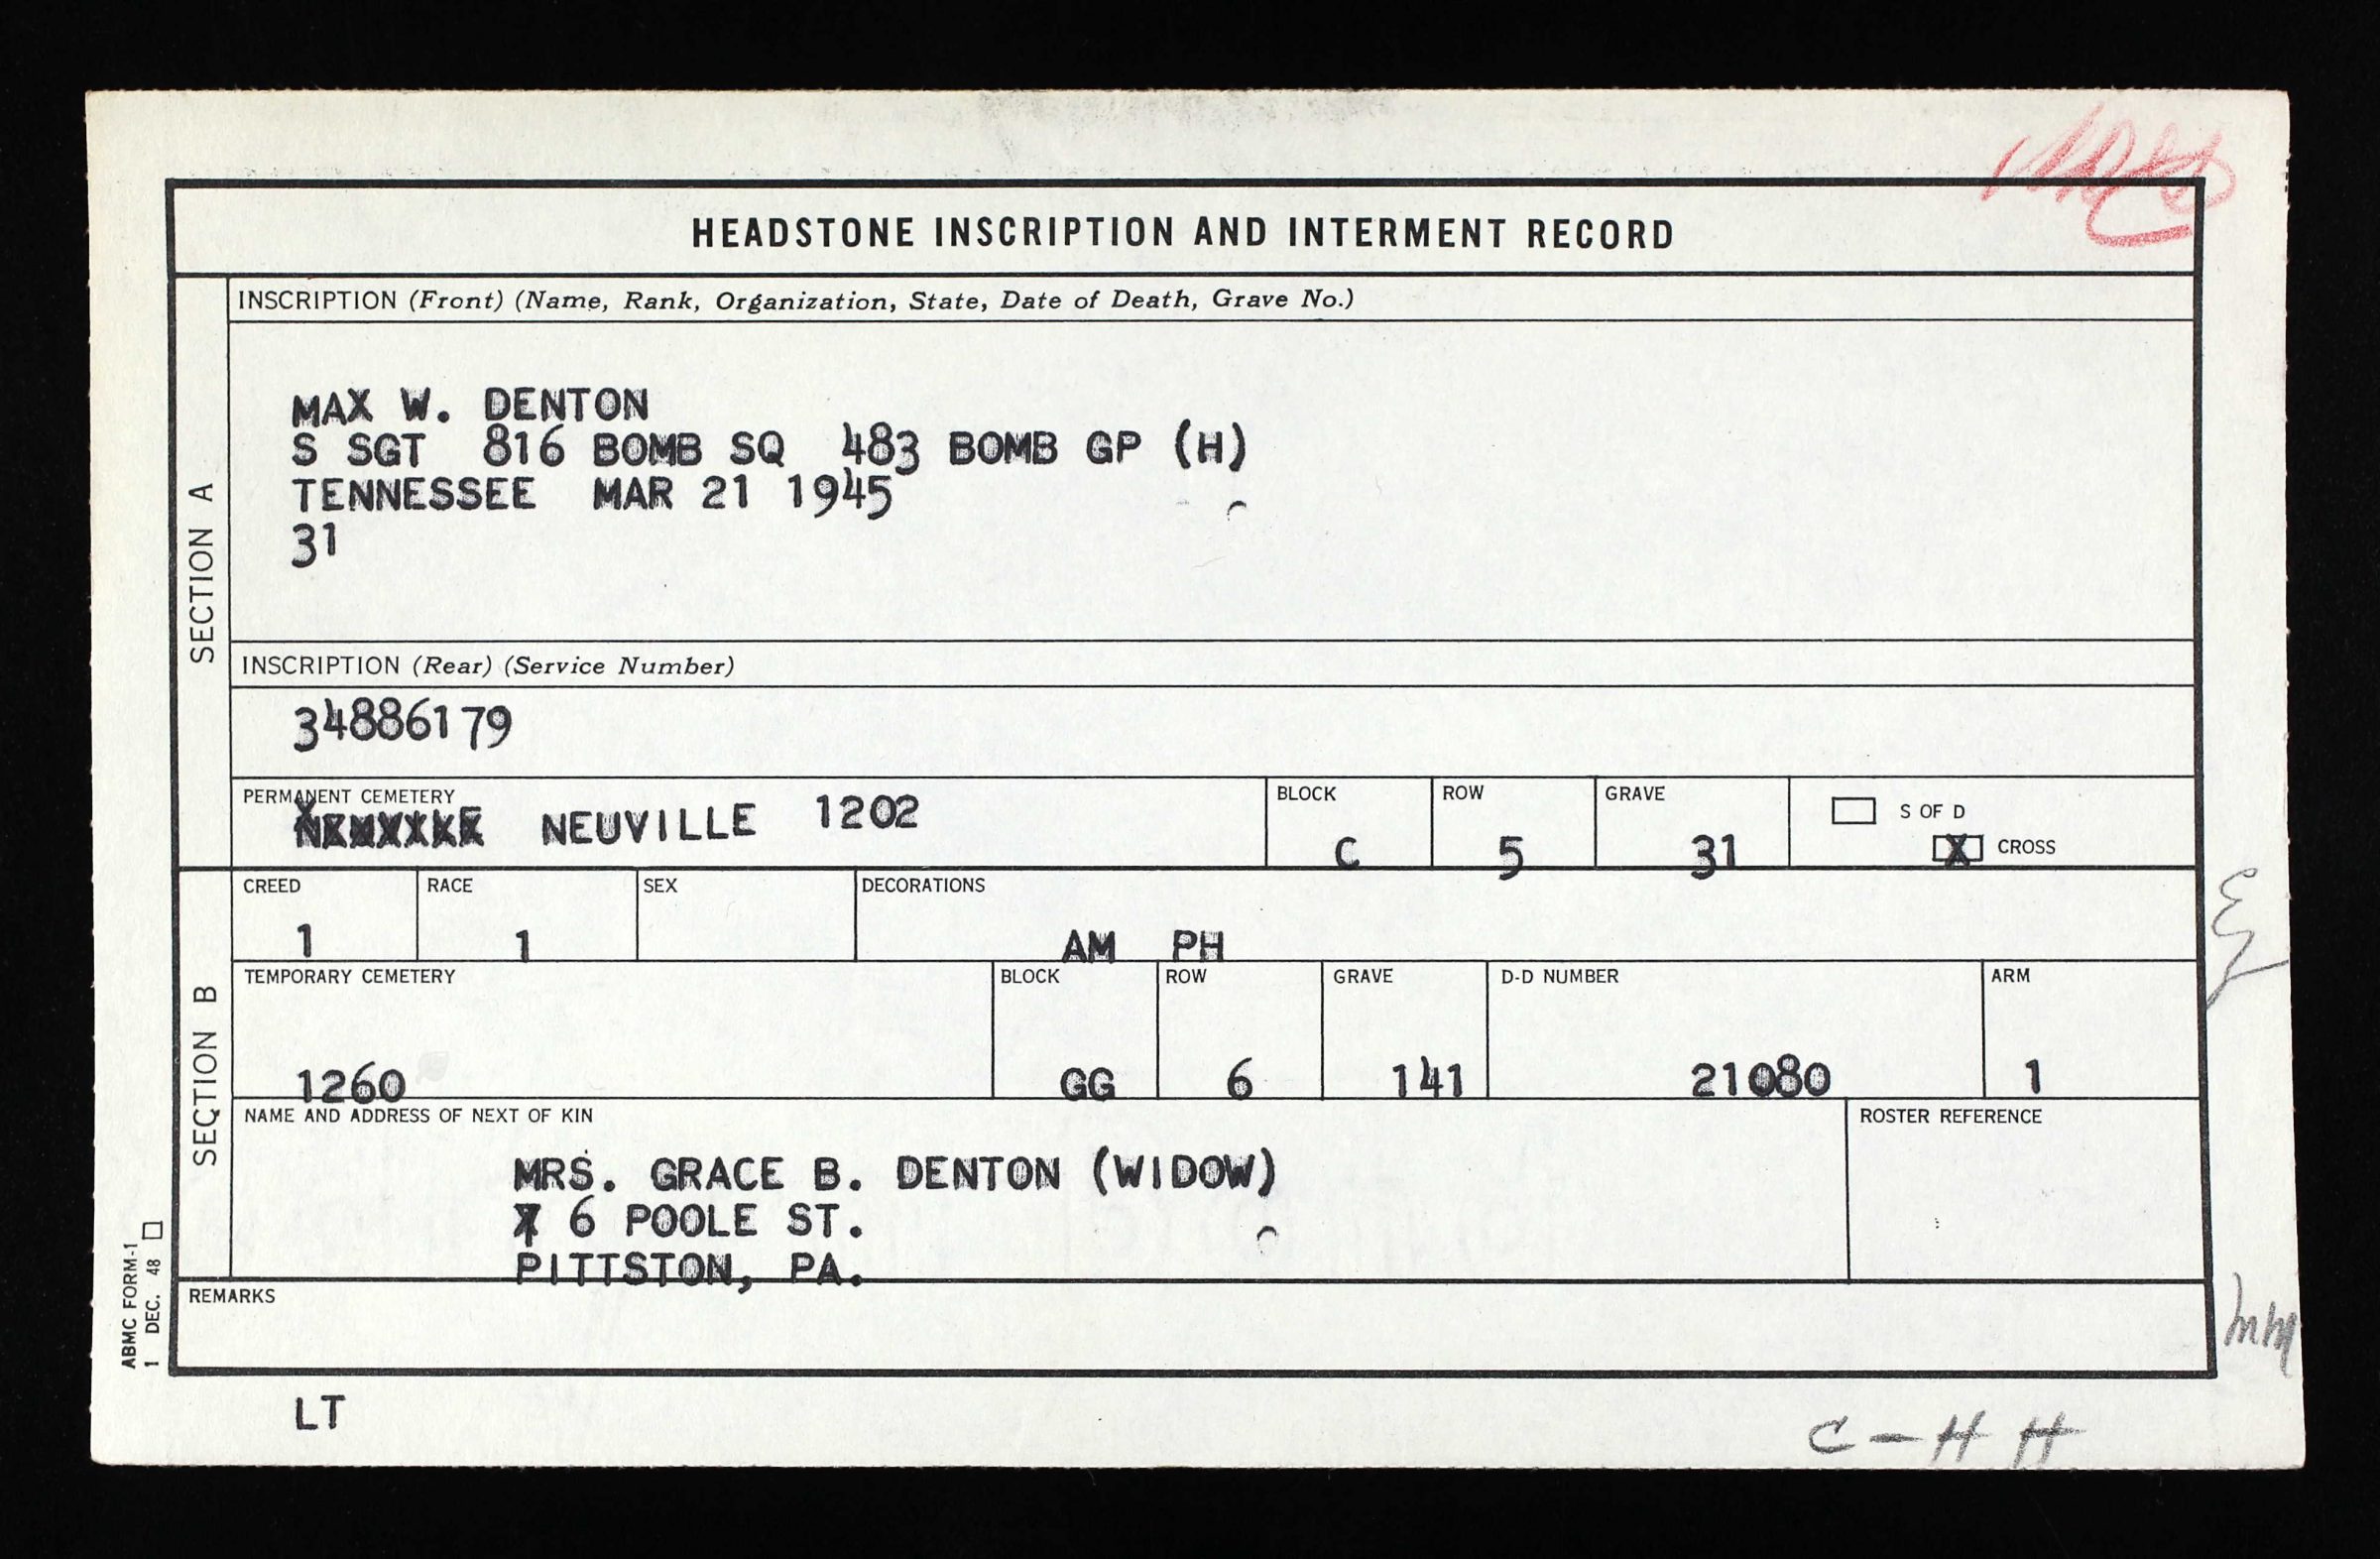 HEADSTONE INSCRIPTION AND INTERMENT RECORD
SECTION A
INSCRIPTION (Front) (Name, Rank, Organization, State, Date of Death, Grave No.)
MAX W. DENTON
S SGT 816 BOMB SQ 483 BOMB GP (H)
TENNESSEE MAR 21 1945
31
INSCRIPTION (Rear) (Service Number)
34886179
PERMANENT CEMETERY
NEUVILLE 1202
BLOCK
C
ROW
5
GRAVE
31
S OF D
X CROSS
SECTION B
CREED
1
RACE
1
SEX
DECORATIONS
AM PH
TEMPORARY CEMETERY
1260
BLOCK
GG
ROW
6
GRAVE
141
D-D NUMBER
21080
ARM
1
NAME AND ADDRESS OF NEXT OF KIN
MRS. GRACE B. DENTON (WIDOW)
6 POOLE ST.
PITTSTON, PA.
ROSTER REFERENCE
REMARKS
ABMC FORM-1
1 DEC. 48
LT
C - H H